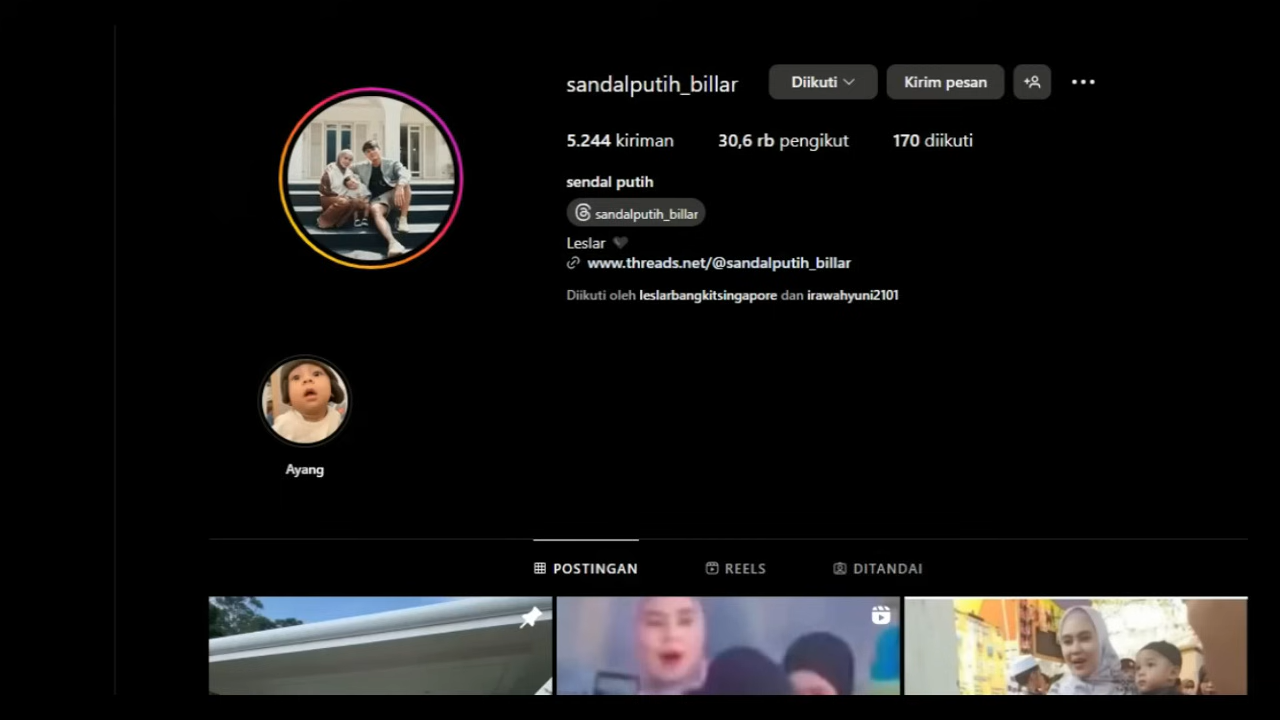 sandalputih_billar
Diikuti
Kirim pesan
5.244 kiriman
30,6 rb pengikut
170 diikuti
sendal putih
sandalputih_billar
Leslar
www.threads.net/@sandalputih_billar
Diikuti oleh leslarbangkitsingapore dan irawahyuni2101
Ayang
POSTINGAN
REELS
DITANDAI